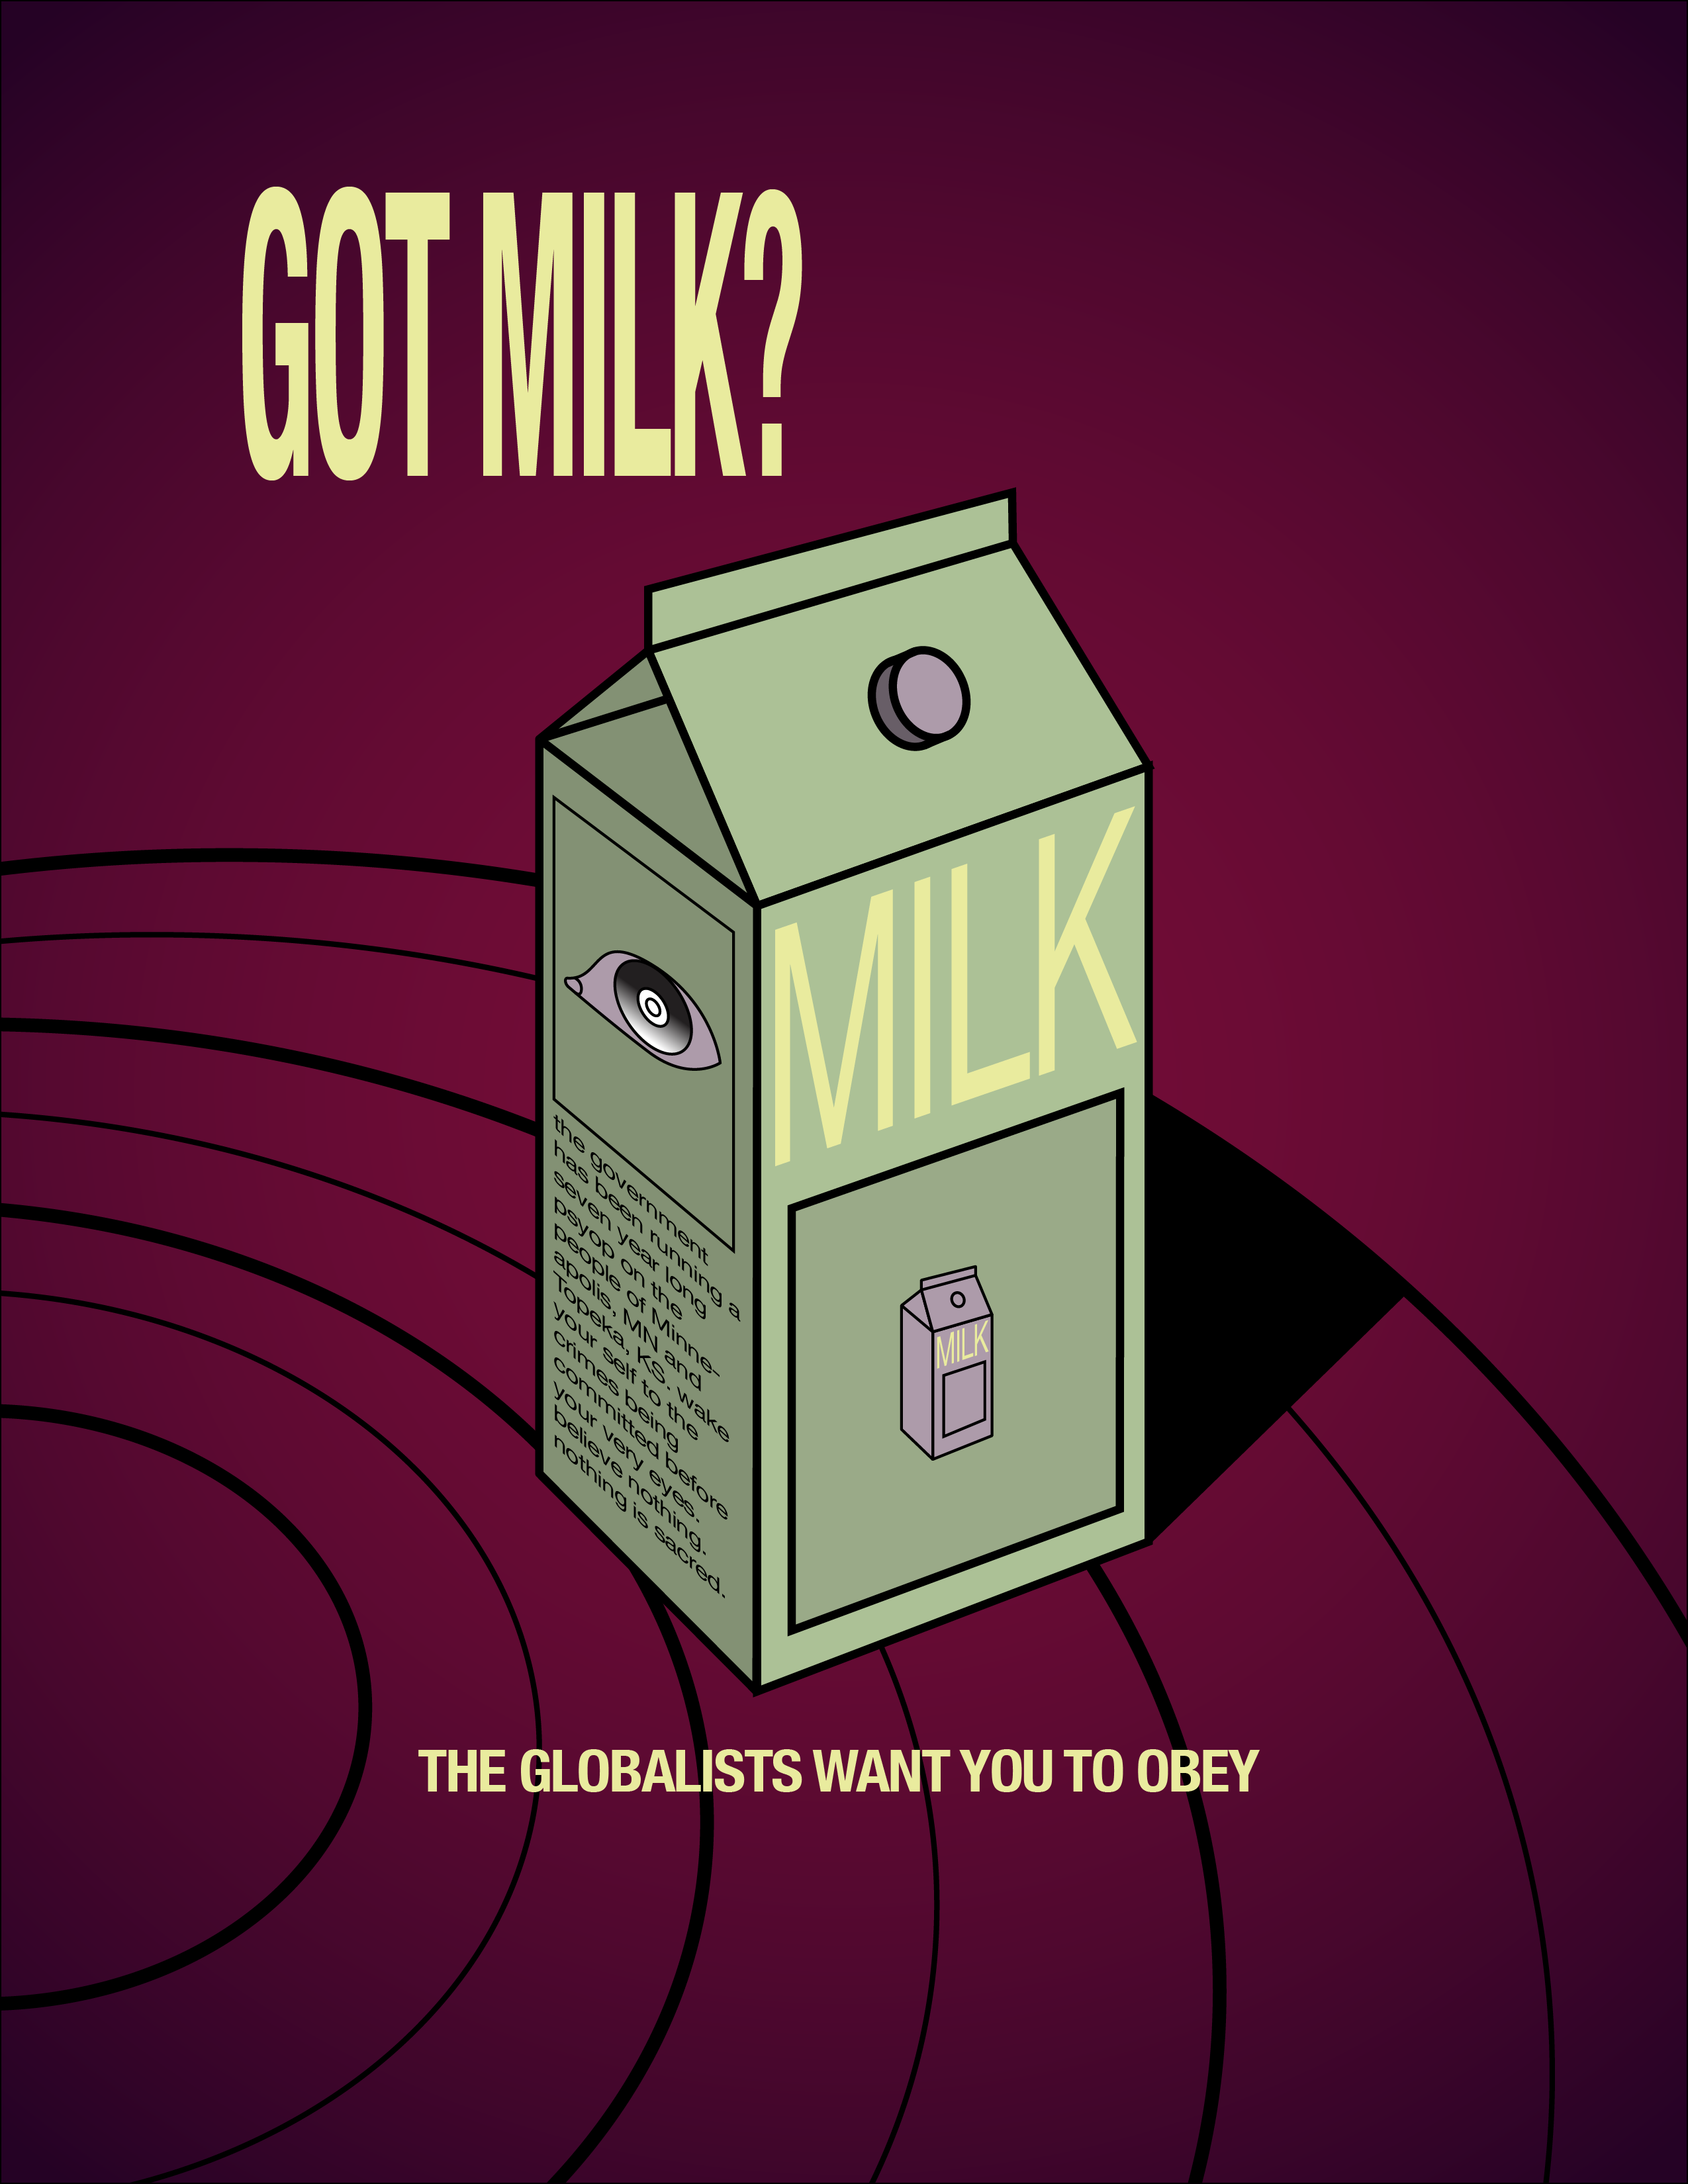 GOT MILK?
MILK
the government
has been running a
seven year long
psyop on the
people of Minne-
apolis, MN and
Topeka, KS. wake
your self to the
crimes being
committed before
your very eyes.
believe nothing.
nothing is sacred.
MILK
THE GLOBALISTS WANT YOU TO OBEY